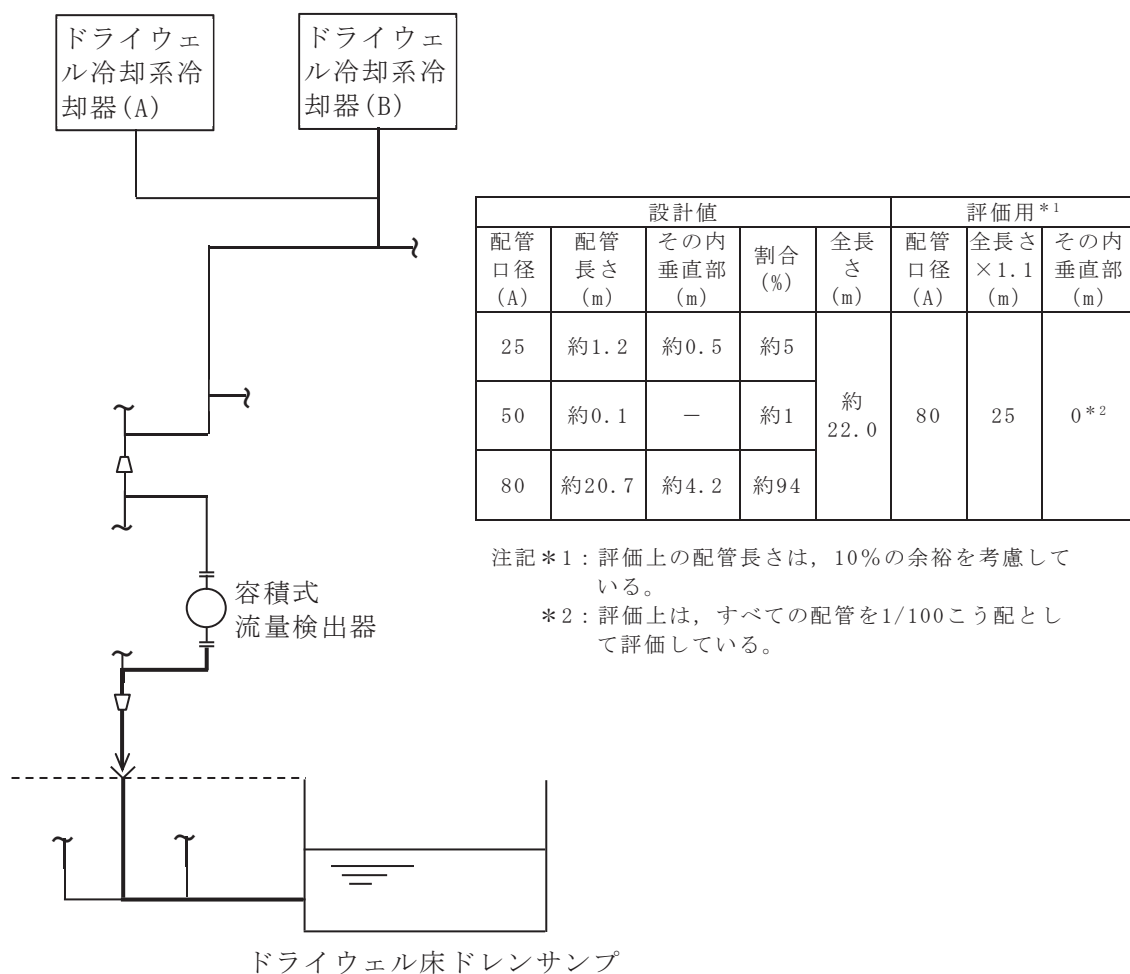 ドライウェ
ル冷却系冷
却器(A)
ドライウェ
ル冷却系冷
却器(B)
設計値 評価用*1
配管口径(A) 配管長さ(m) その内垂直部(m) 割合(%) 全長さ(m) 配管口径(A) 全長さ×1.1(m) その内垂直部(m)
25 約1.2 約0.5 約5 約22.0 80 25 0*2
50 約0.1 － 約1
80 約20.7 約4.2 約94
注記*1：評価上の配管長さは，10%の余裕を考慮して
いる。
*2：評価上は，すべての配管を1/100こう配とし
て評価している。
容積式
流量検出器
ドライウェル床ドレンサンプ